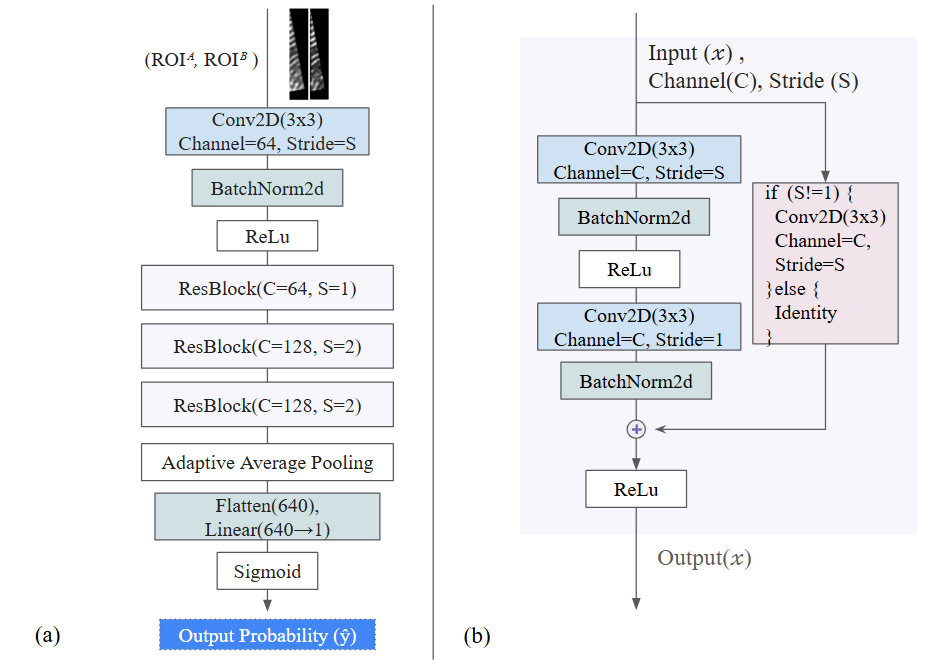 (ROIᴬ, ROIᴮ )
Conv2D(3x3)
Channel=64, Stride=S
BatchNorm2d
ReLu
ResBlock(C=64, S=1)
ResBlock(C=128, S=2)
ResBlock(C=128, S=2)
Adaptive Average Pooling
Flatten(640),
Linear(640→1)
Sigmoid
Output Probability (ŷ)
(a)
Input (x) ,
Channel(C), Stride (S)
Conv2D(3x3)
Channel=C, Stride=S
BatchNorm2d
ReLu
Conv2D(3x3)
Channel=C, Stride=1
BatchNorm2d
if (S!=1) {
Conv2D(3x3)
Channel=C,
Stride=S
}else {
Identity
}
+
ReLu
Output(x)
(b)